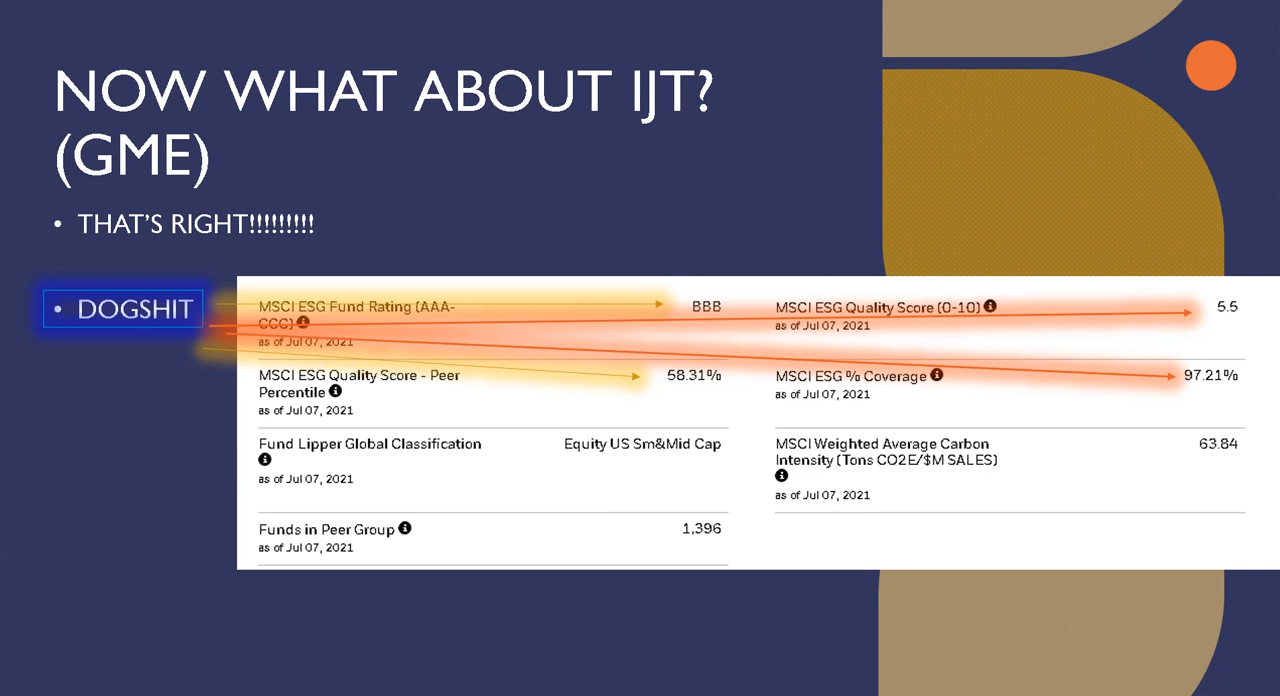 NOW WHAT ABOUT IJT?
(GME)
• THAT'S RIGHT!!!!!!!!!
• DOGSHIT
MSCI ESG Fund Rating (AAA-
CCC)
as of Jul 07, 2021
BBB
MSCI ESG Quality Score (0-10)
as of Jul 07, 2021
5.5
MSCI ESG Quality Score - Peer
Percentile
as of Jul 07, 2021
58.31%
MSCI ESG % Coverage
as of Jul 07, 2021
97.21%
Fund Lipper Global Classification
as of Jul 07, 2021
Equity US Sm&Mid Cap
MSCI Weighted Average Carbon
Intensity (Tons CO2E/$M SALES)
as of Jul 07, 2021
63.84
Funds in Peer Group
as of Jul 07, 2021
1,396